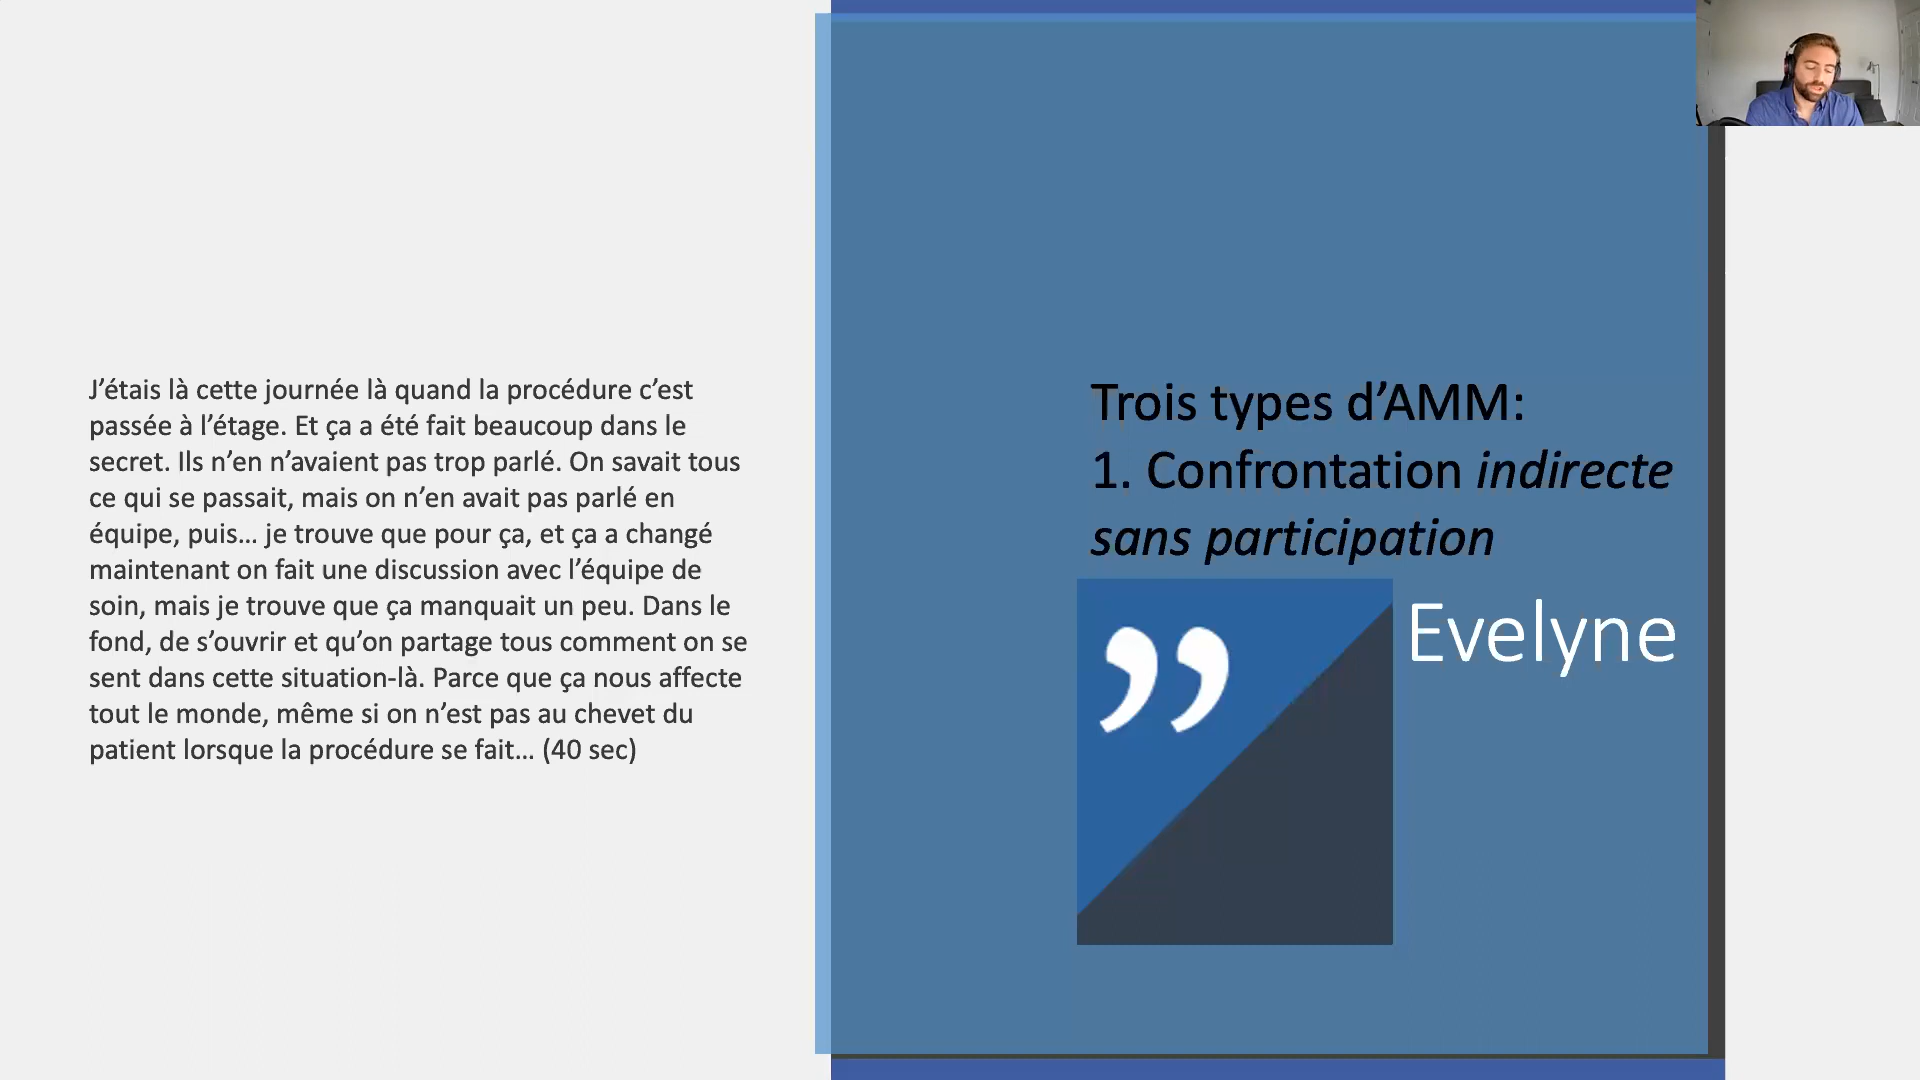 J’étais là cette journée là quand la procédure c’est
passée à l’étage. Et ça a été fait beaucoup dans le
secret. Ils n’en n’avaient pas trop parlé. On savait tous
ce qui se passait, mais on n’en avait pas parlé en
équipe, puis… je trouve que pour ça, et ça a changé
maintenant on fait une discussion avec l’équipe de
soin, mais je trouve que ça manquait un peu. Dans le
fond, de s’ouvrir et qu’on partage tous comment on se
sent dans cette situation-là. Parce que ça nous affecte
tout le monde, même si on n’est pas au chevet du
patient lorsque la procédure se fait… (40 sec)
Trois types d’AMM:
1. Confrontation indirecte
sans participation
”
Evelyne